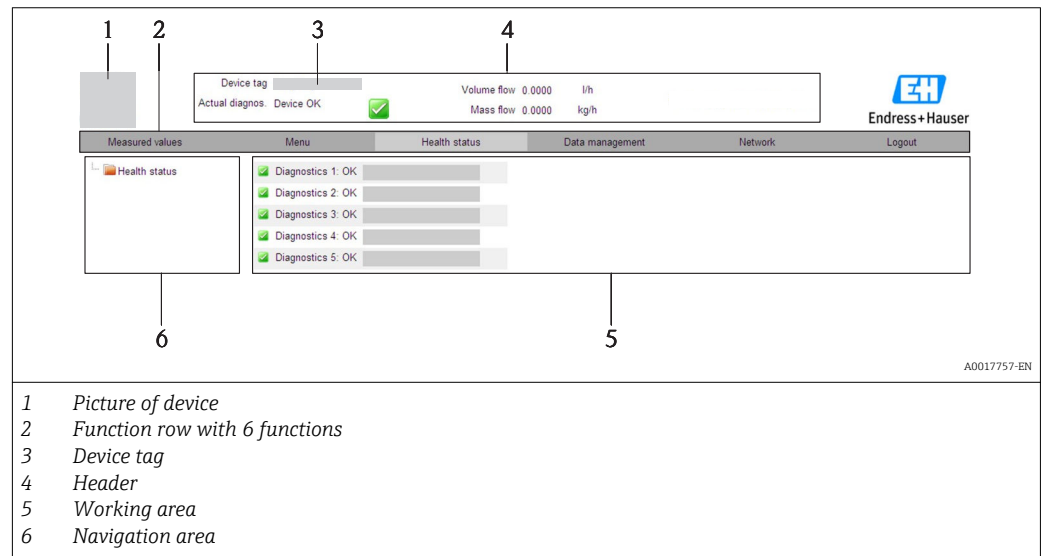 1 2 3 4
Device tag
Volume flow 0.0000 l/h
Actual diagnos. Device OK
Mass flow 0.0000 kg/h
EH
Endress+Hauser
Measured values Menu Health status Data management Network Logout
Health status
Diagnostics 1: OK
Diagnostics 2: OK
Diagnostics 3: OK
Diagnostics 4: OK
Diagnostics 5: OK
6 5
A0017757-EN
1 Picture of device
2 Function row with 6 functions
3 Device tag
4 Header
5 Working area
6 Navigation area